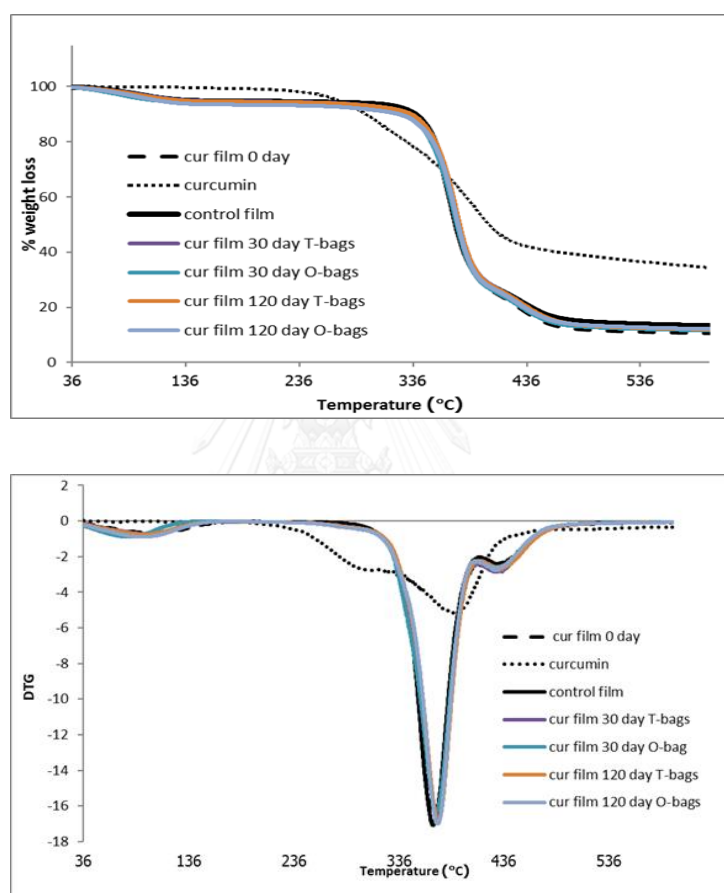 100
80
60
40
20
0
% weight loss
cur film 0 day
curcumin
control film
cur film 30 day T-bags
cur film 30 day O-bags
cur film 120 day T-bags
cur film 120 day O-bags
36 136 236 336 436 536
Temperature (°C)
2
0
-2
-4
-6
-8
-10
-12
-14
-16
-18
DTG
cur film 0 day
curcumin
control film
cur film 30 day T-bags
cur film 30 day O-bag
cur film 120 day T-bags
cur film 120 day O-bags
36 136 236 336 436 536
Temperature (°C)